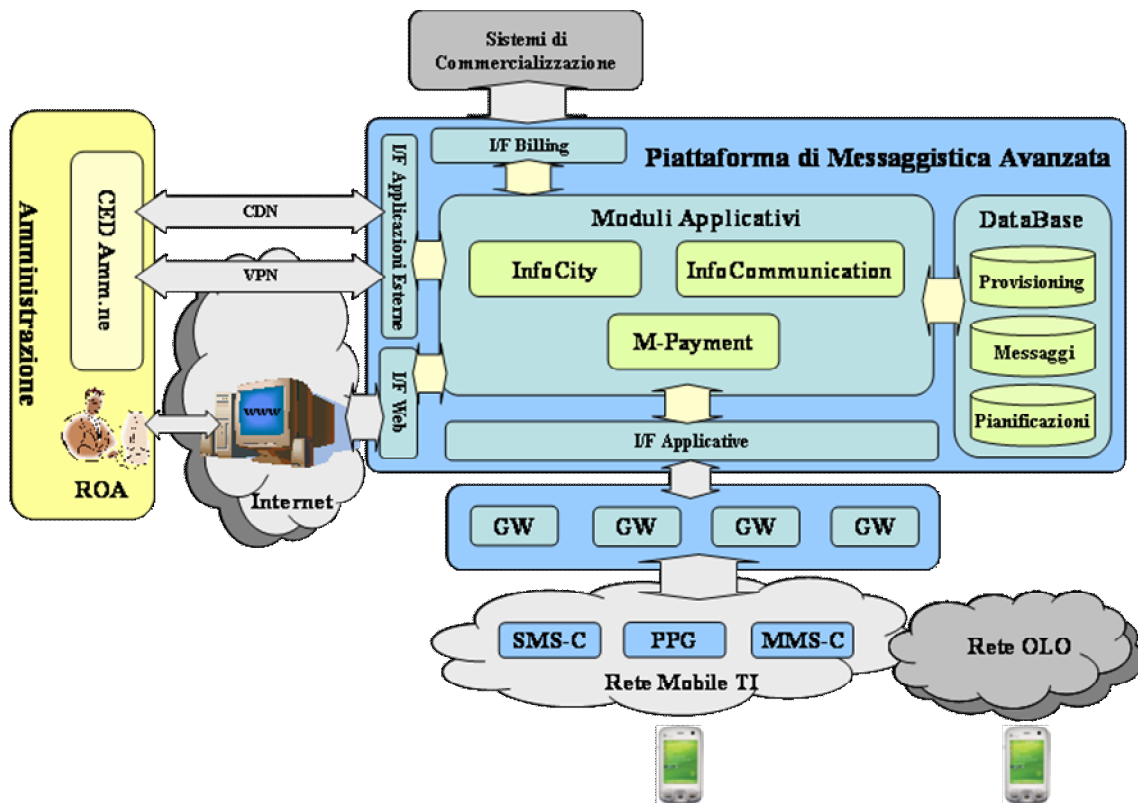 Sistemi di
Commercializzazione
I/F Billing
Piattaforma di Messaggistica Avanzata
I/F Applicazioni Esterne
Amministrazione
CED Amm.ne
CDN
VPN
Moduli Applicativi
InfoCity
InfoCommunication
M-Payment
DataBase
Provisioning
Messaggi
Pianificazioni
I/F Web
www
I/F Applicative
ROA
Internet
GW
GW
GW
GW
SMS-C
PPG
MMS-C
Rete Mobile TI
Rete OLO